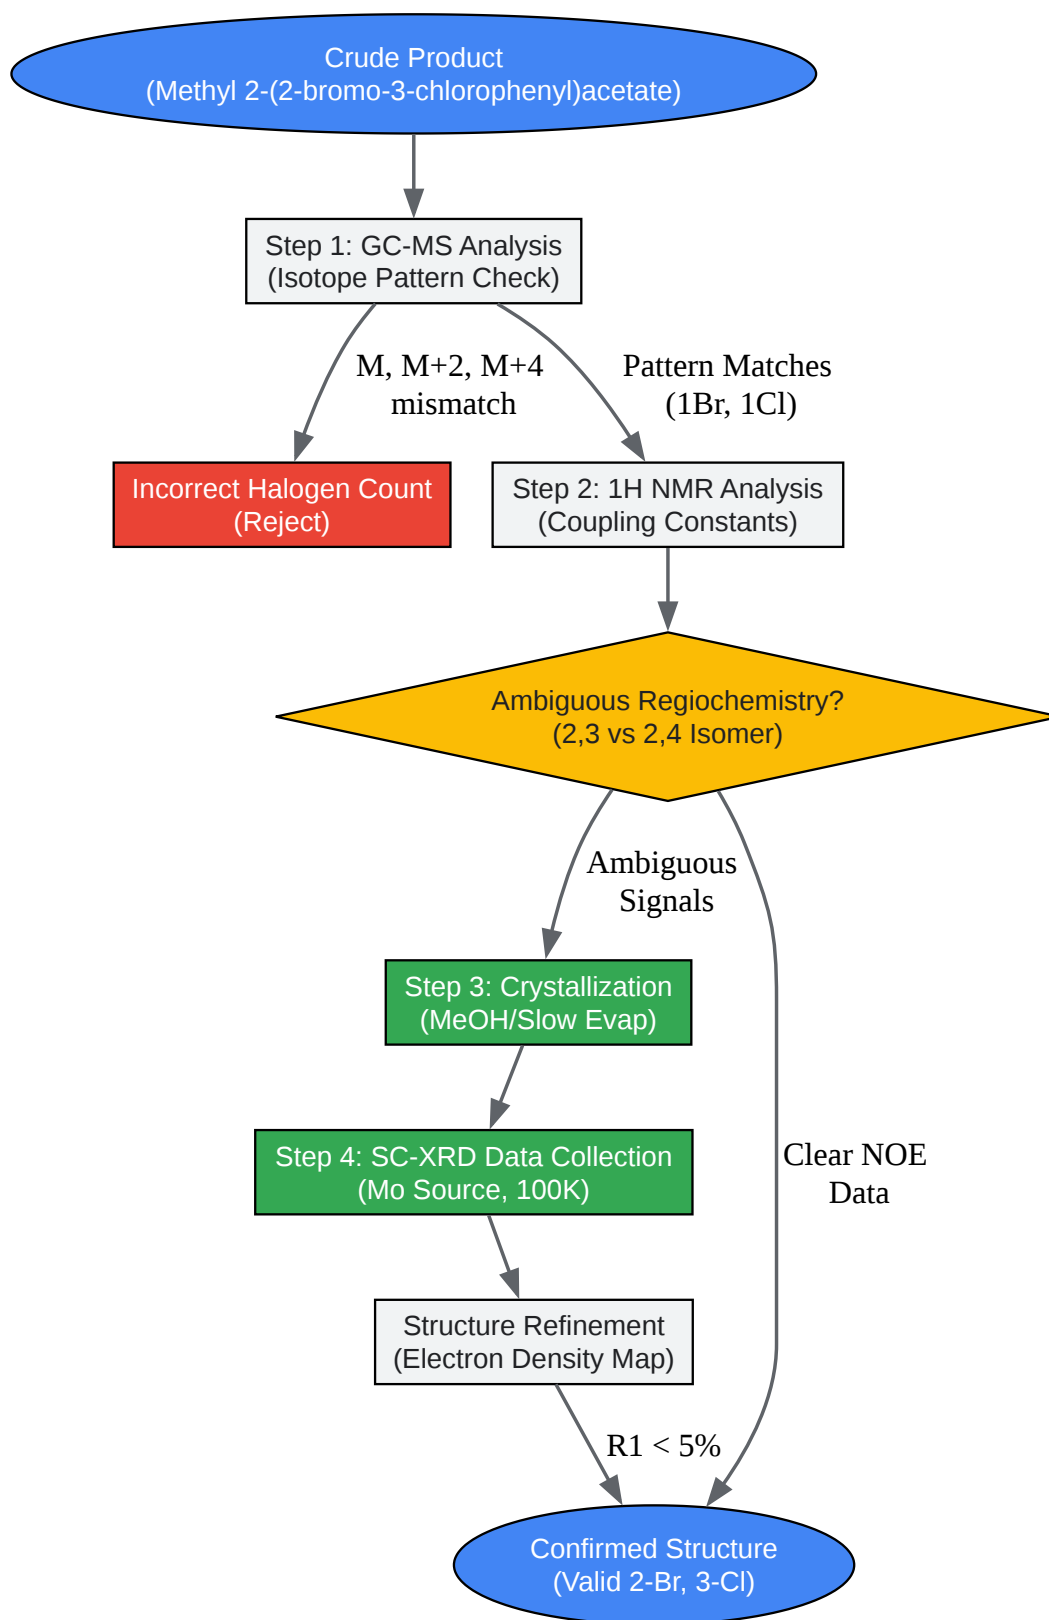 Crude Product
(Methyl 2-(2-bromo-3-chlorophenyl)acetate)
Step 1: GC-MS Analysis
(Isotope Pattern Check)
M, M+2, M+4
mismatch
Pattern Matches
(1Br, 1Cl)
Incorrect Halogen Count
(Reject)
Step 2: 1H NMR Analysis
(Coupling Constants)
Ambiguous Regiochemistry?
(2,3 vs 2,4 Isomer)
Ambiguous
Signals
Step 3: Crystallization
(MeOH/Slow Evap)
Step 4: SC-XRD Data Collection
(Mo Source, 100K)
Clear NOE
Data
Structure Refinement
(Electron Density Map)
R1 < 5%
Confirmed Structure
(Valid 2-Br, 3-Cl)